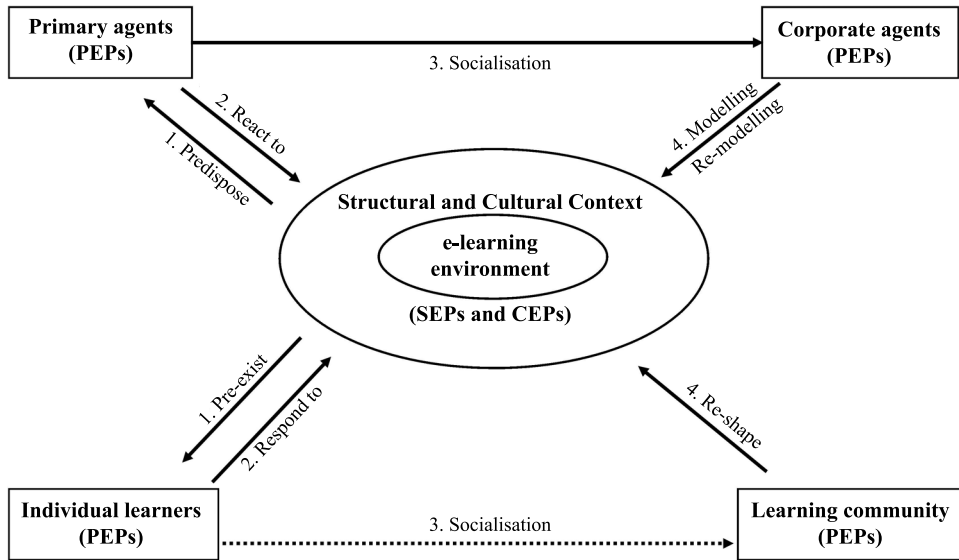 Primary agents
(PEPs)
Corporate agents
(PEPs)
3. Socialisation
2. React to
1. Predispose
4. Modelling
Re-modelling
Structural and Cultural Context
e-learning
environment
(SEPs and CEPs)
1. Pre-exist
2. Respond to
4. Re-shape
Individual learners
(PEPs)
3. Socialisation
Learning community
(PEPs)